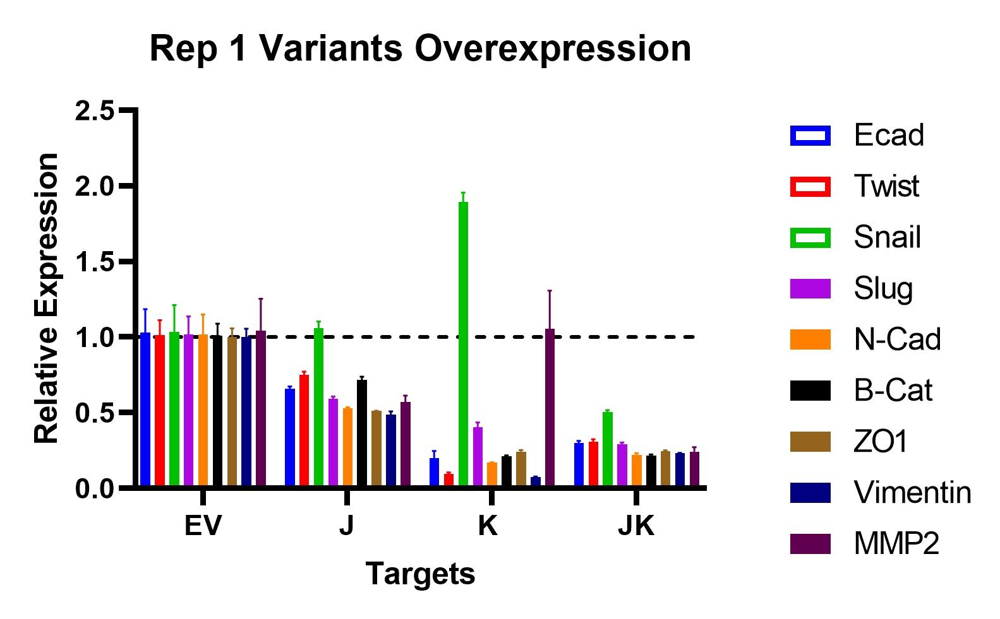 Rep 1 Variants Overexpression
Relative Expression
2.5
2.0
1.5
1.0
0.5
0.0
EV J K JK
Targets
Ecad
Twist
Snail
Slug
N-Cad
B-Cat
ZO1
Vimentin
MMP2